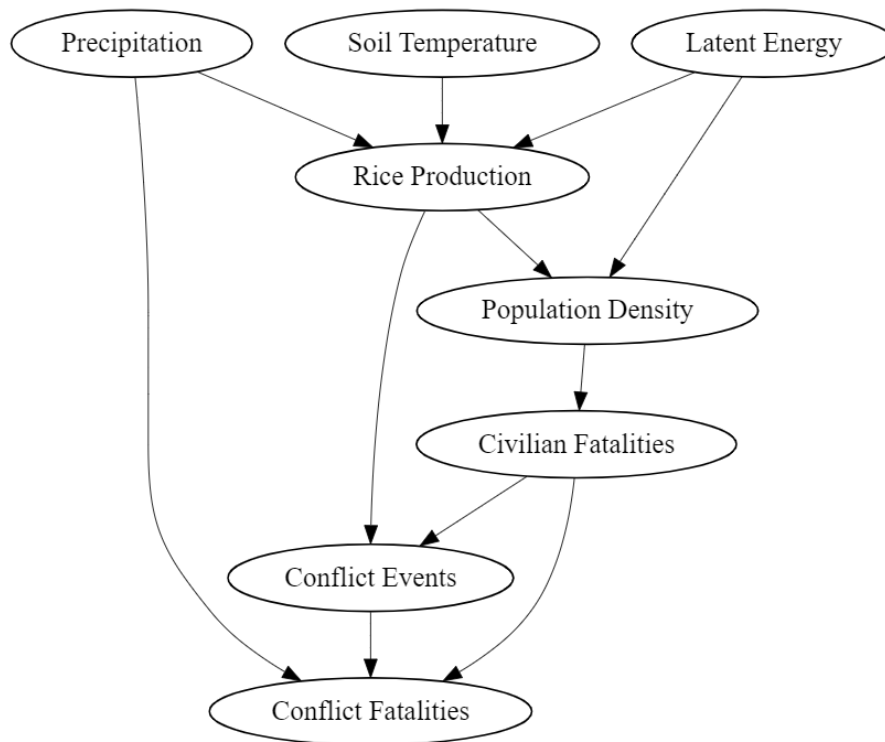 Precipitation
Soil Temperature
Latent Energy
Rice Production
Population Density
Civilian Fatalities
Conflict Events
Conflict Fatalities